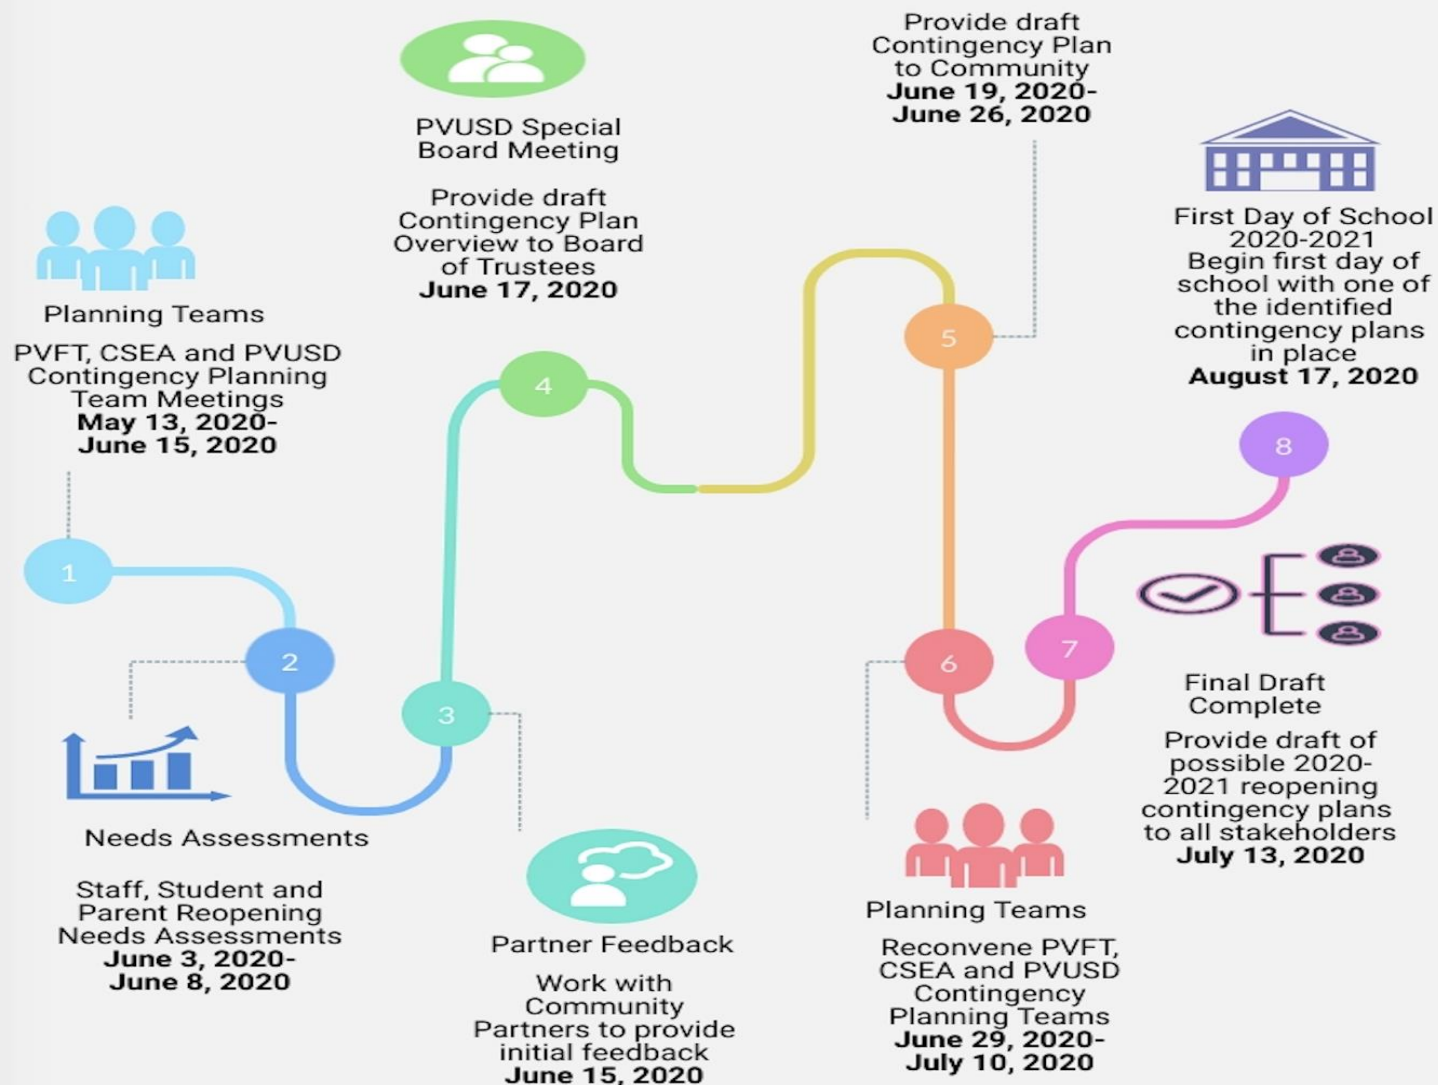 Planning Teams
PVFT, CSEA and PVUSD
Contingency Planning
Team Meetings
May 13, 2020-
June 15, 2020
1
2
Needs Assessments
Staff, Student and
Parent Reopening
Needs Assessments
June 3, 2020-
June 8, 2020
3
Partner Feedback
Work with
Community
Partners to provide
initial feedback
June 15, 2020
PVUSD Special
Board Meeting
Provide draft
Contingency Plan
Overview to Board
of Trustees
June 17, 2020
4
Provide draft
Contingency Plan
to Community
June 19, 2020-
June 26, 2020
5
6
Planning Teams
Reconvene PVFT,
CSEA and PVUSD
Contingency
Planning Teams
June 29, 2020-
July 10, 2020
7
Final Draft
Complete
Provide draft of
possible 2020-
2021 reopening
contingency plans
to all stakeholders
July 13, 2020
First Day of School
2020-2021
Begin first day of
school with one of
the identified
contingency plans
in place
August 17, 2020
8